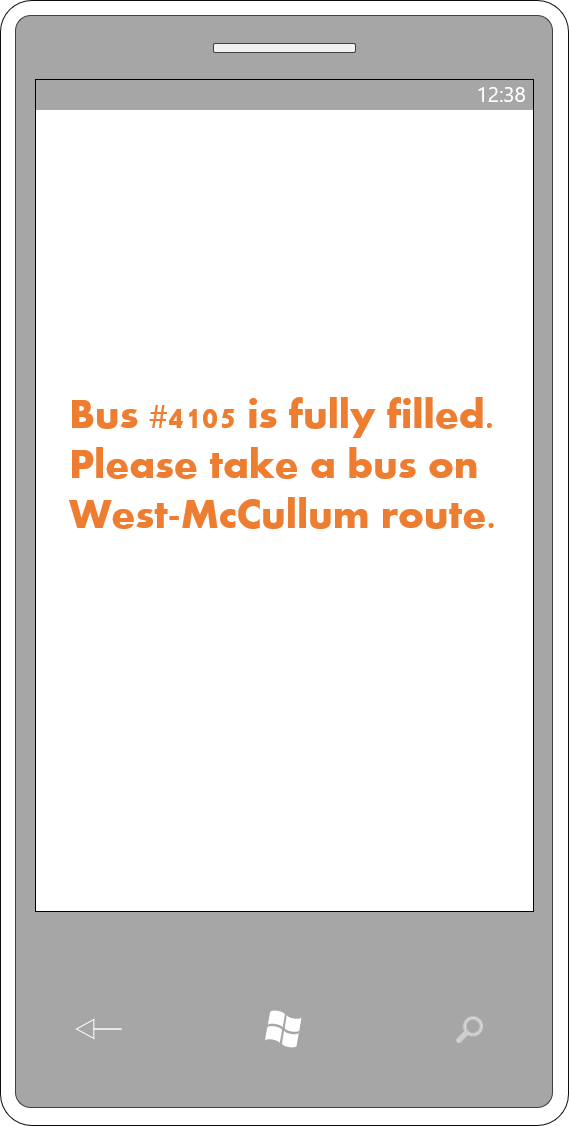 12:38
Bus #4105 is fully filled.
Please take a bus on
West-McCullum route.